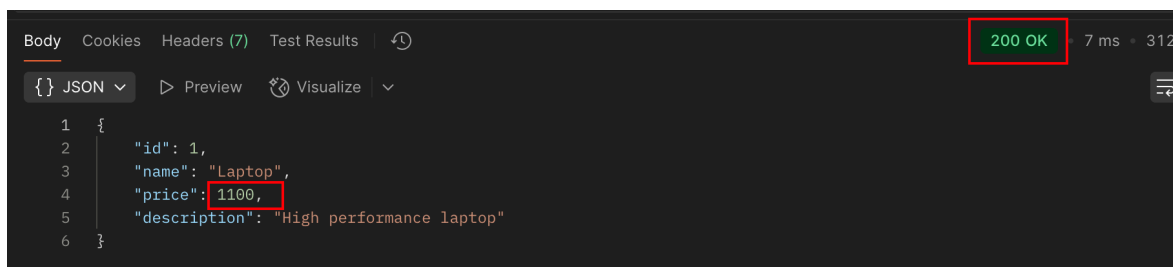 Body Cookies Headers (7) Test Results 200 OK • 7 ms • 312
{} JSON Preview Visualize
1 {
2 "id": 1,
3 "name": "Laptop",
4 "price": 1100,
5 "description": "High performance laptop"
6 }